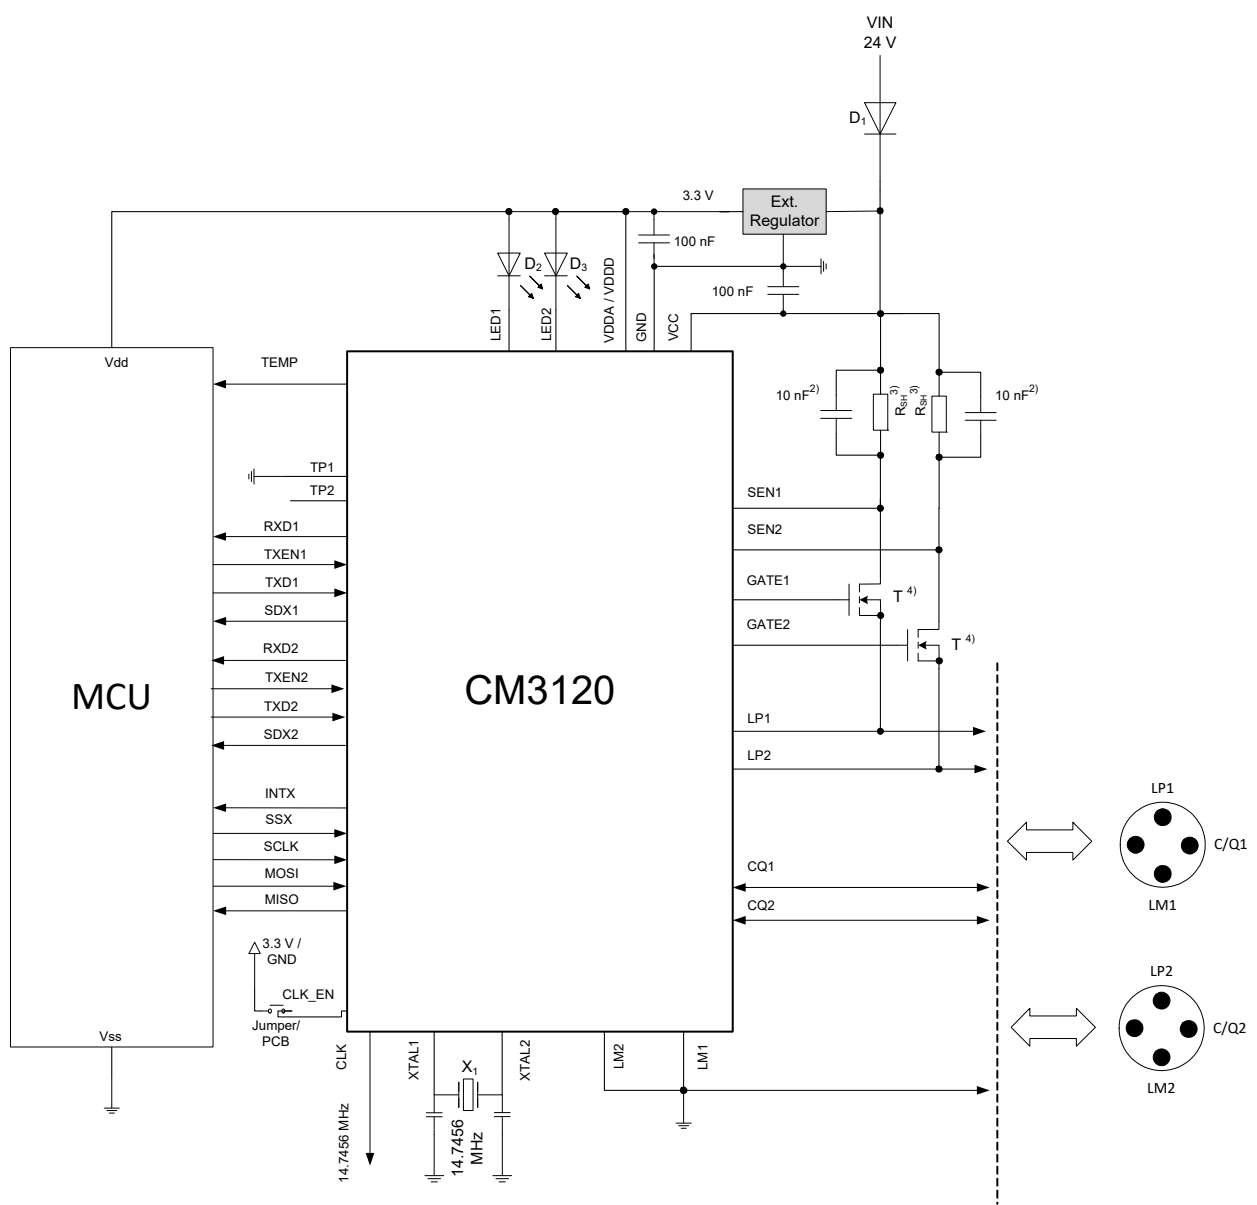 VIN
24 V
D1
3.3 V
Ext.
Regulator
100 nF
D2
D3
100 nF
LED1
LED2
VDDA / VDDD
GND
VCC
Vdd
TEMP
10 nF2)
RSH3)
RSH3)
10 nF2)
TP1
TP2
SEN1
RXD1
SEN2
TXEN1
TXD1
GATE1
T 4)
SDX1
GATE2
T 4)
RXD2
TXEN2
MCU
CM3120
TXD2
LP1
SDX2
LP2
INTX
LP1
SSX
SCLK
C/Q1
MOSI
CQ1
MISO
CQ2
LM1
3.3 V /
GND
CLK_EN
LP2
Jumper/
PCB
C/Q2
Vss
CLK
XTAL1
X1
XTAL2
LM2
LM1
LM2
14.7456 MHz
14.7456
MHz